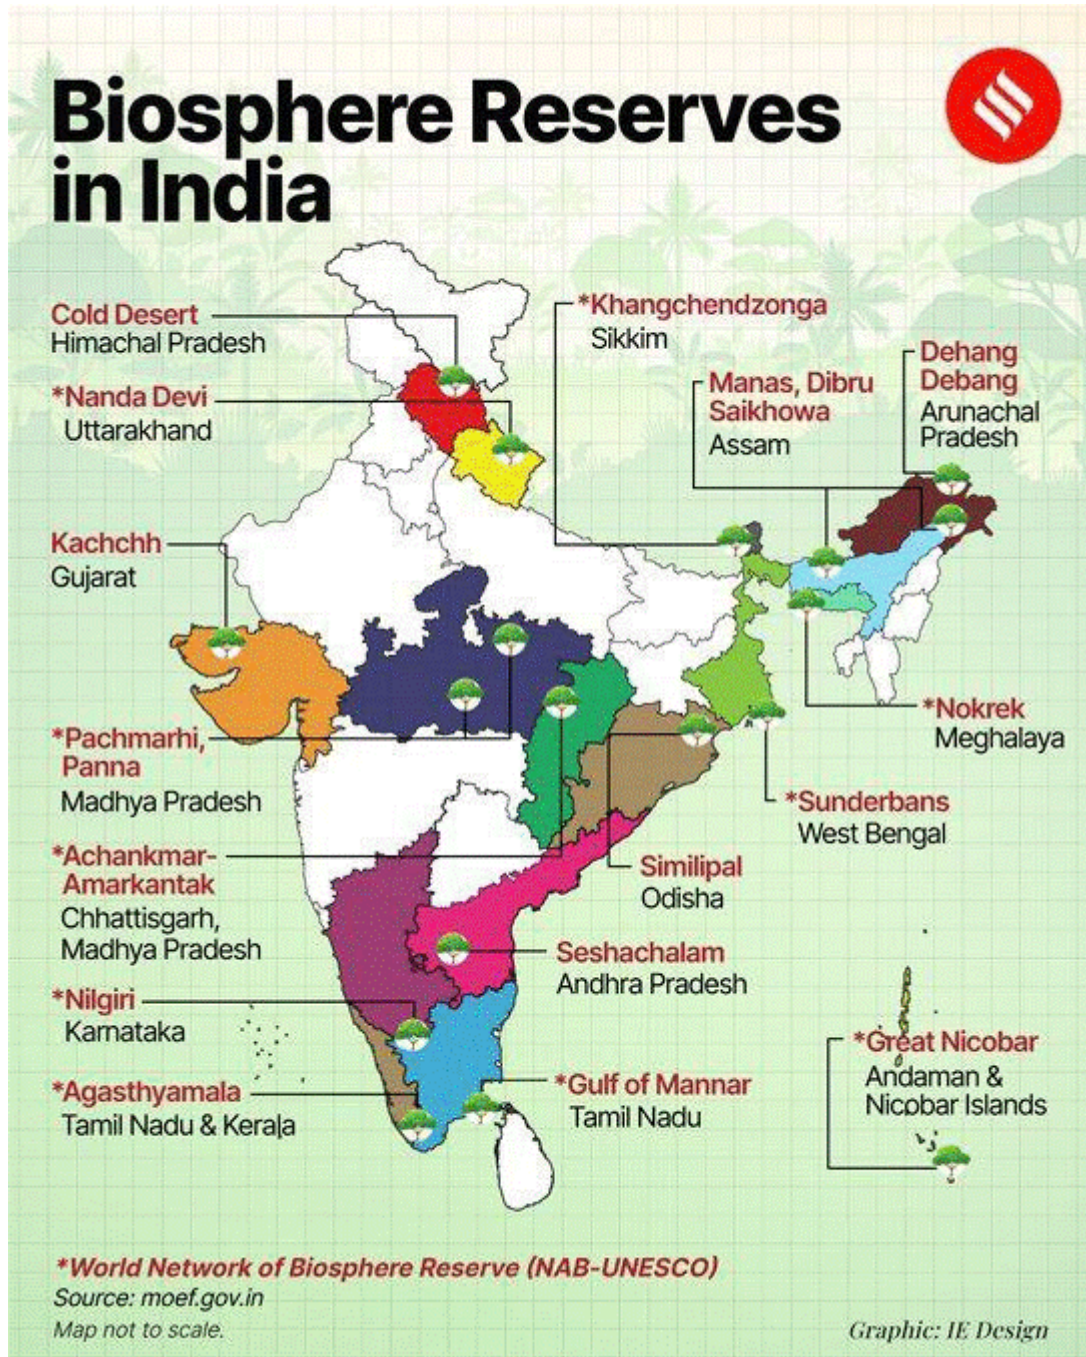 Biosphere Reserves
in India
Cold Desert
Himachal Pradesh
*Nanda Devi
Uttarakhand
Kachchh
Gujarat
*Pachmarhi,
Panna
Madhya Pradesh
*Achankmar-
Amarkantak
Chhattisgarh,
Madhya Pradesh
*Nilgiri
Karnataka
*Agasthyamala
Tamil Nadu & Kerala
*Khangchendzonga
Sikkim
Manas, Dibru
Saikhowa
Assam
Dehang
Debang
Arunachal
Pradesh
*Nokrek
Meghalaya
*Sunderbans
West Bengal
Similipal
Odisha
Seshachalam
Andhra Pradesh
*Gulf of Mannar
Tamil Nadu
*Great Nicobar
Andaman &
Nicobar Islands
*World Network of Biosphere Reserve (NAB-UNESCO)
Source: moef.gov.in
Map not to scale.
Graphic: IE Design